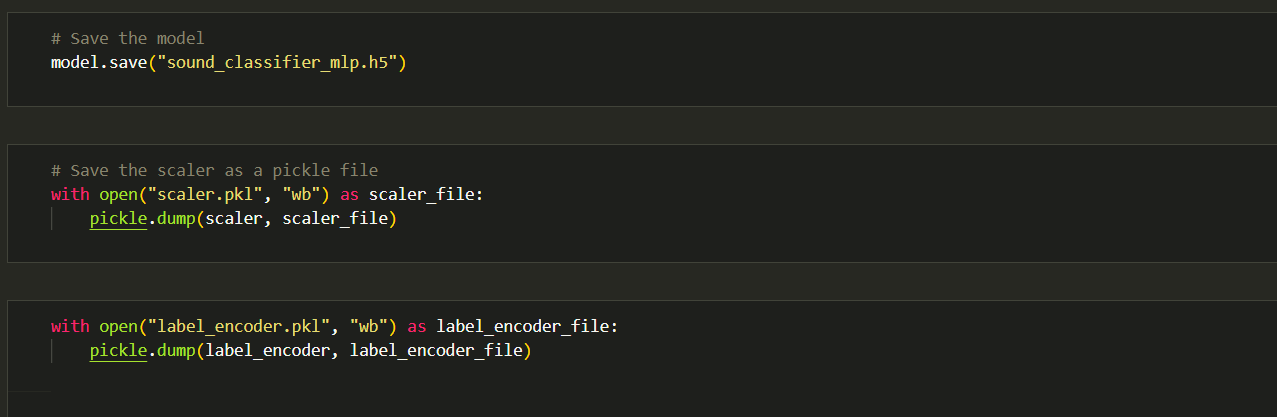 # Save the model
model.save("sound_classifier_mlp.h5")
# Save the scaler as a pickle file
with open("scaler.pkl", "wb") as scaler_file:
    pickle.dump(scaler, scaler_file)
with open("label_encoder.pkl", "wb") as label_encoder_file:
    pickle.dump(label_encoder, label_encoder_file)